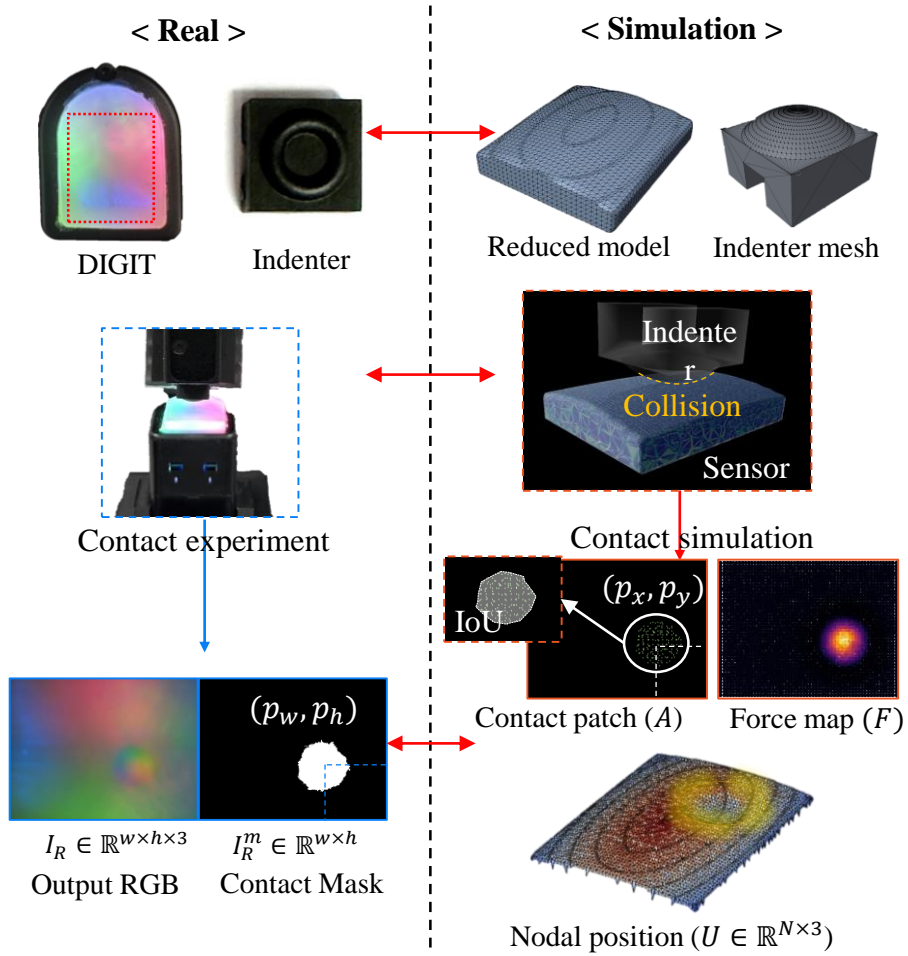 < Real >
< Simulation >
DIGIT
Indenter
Reduced model
Indenter mesh
Indente
r
Collision
Sensor
Contact experiment
Contact simulation
IoU
(p_x, p_y)
(p_w, p_h)
Contact patch (A)
Force map (F)
I_R ∈ ℝ^{w×h×3}
I_R^m ∈ ℝ^{w×h}
Output RGB
Contact Mask
Nodal position (U ∈ ℝ^{N×3})